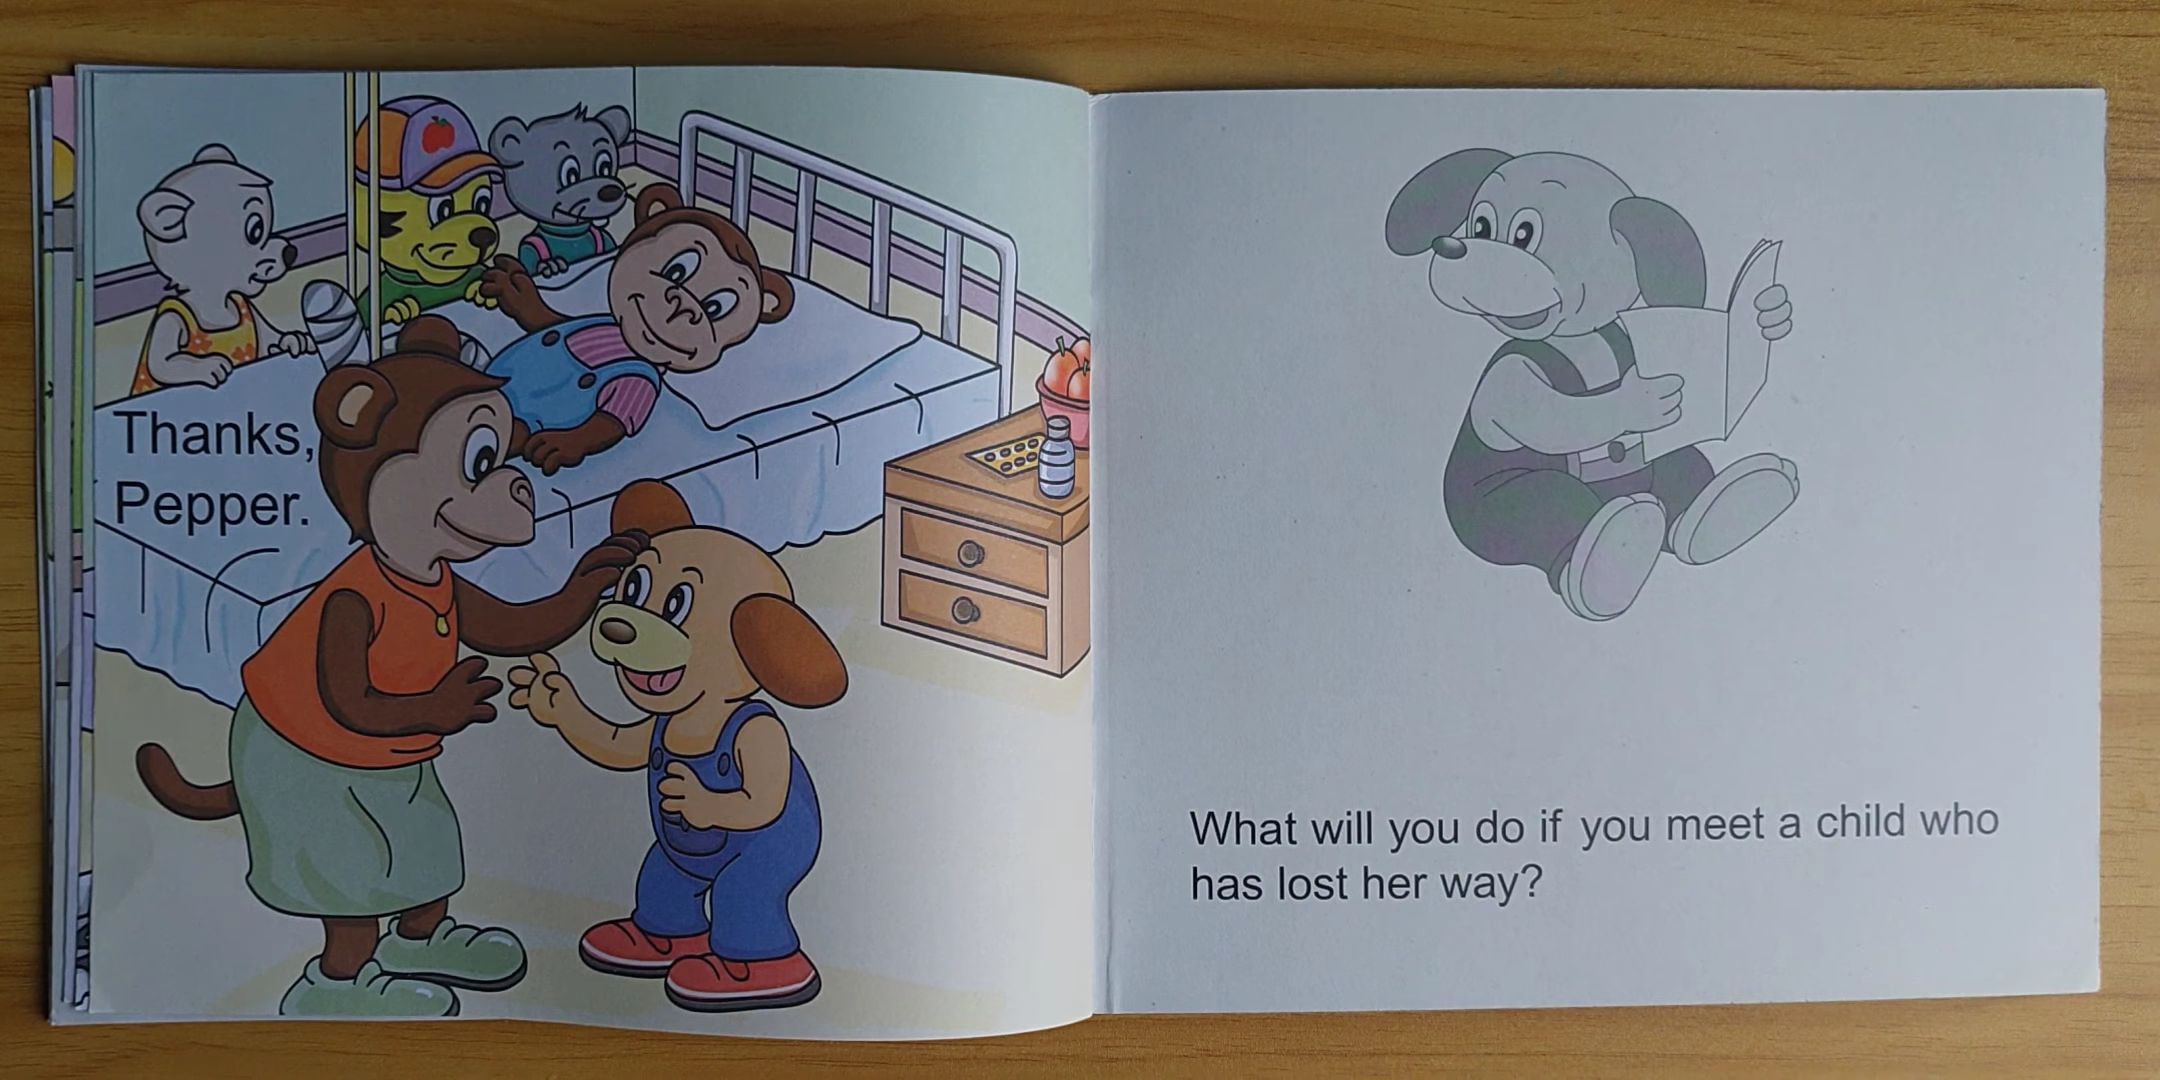 Thanks,
Pepper.
What will you do if you meet a child who
has lost her way?